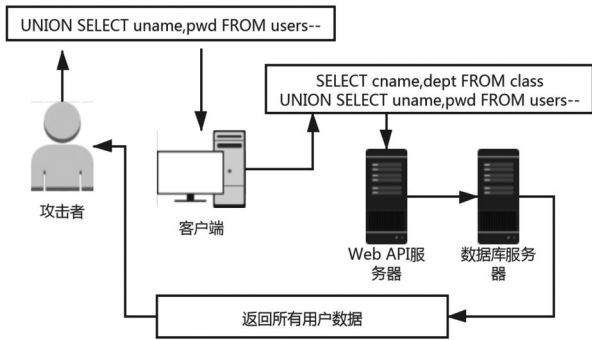 UNION SELECT uname,pwd FROM users--
SELECT cname,dept FROM class
UNION SELECT uname,pwd FROM users--
攻击者
客户端
Web API服
务器
数据库服务
器
返回所有用户数据